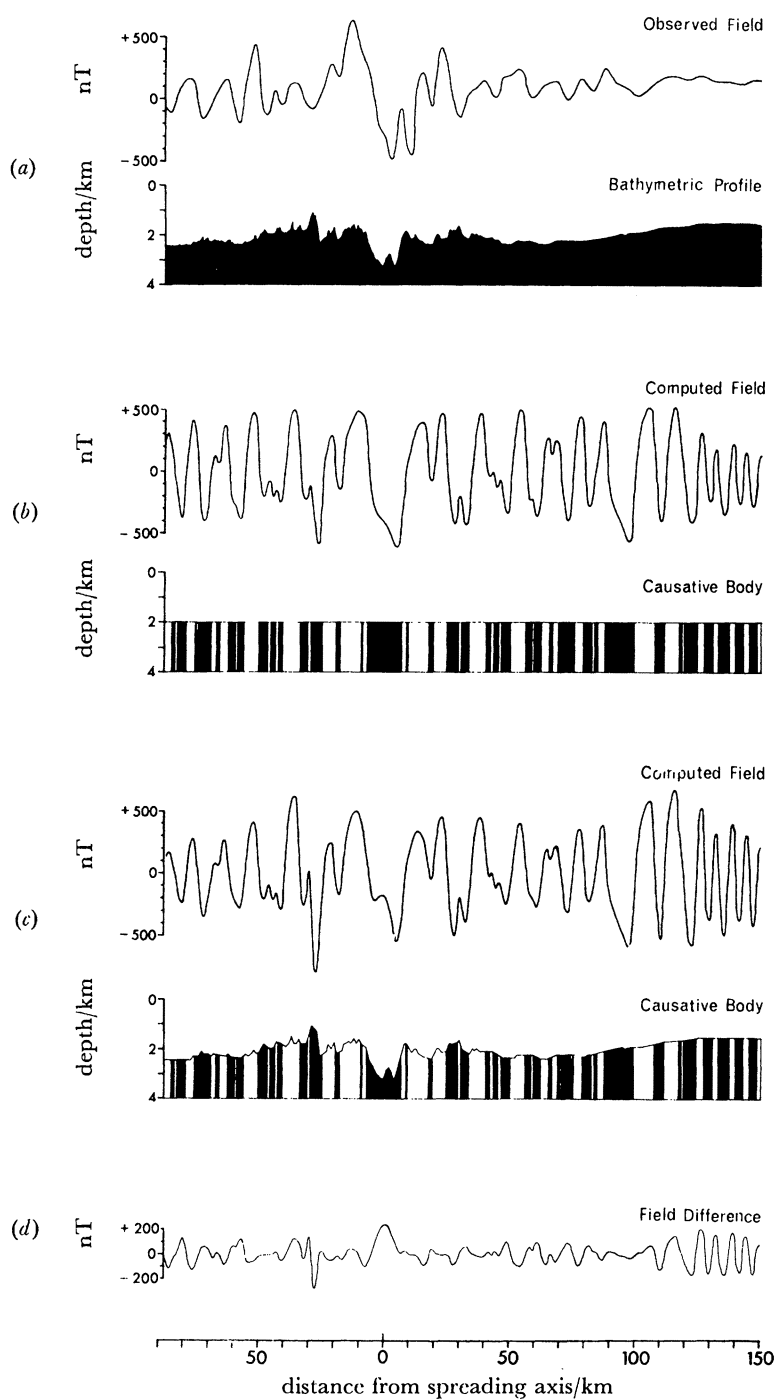 Observed Field
+500
nT
0
-500
(a)
Bathymetric Profile
0
depth/km
2
4
Computed Field
+500
nT
0
-500
(b)
Causative Body
0
depth/km
2
4
Computed Field
+500
nT
0
-500
(c)
Causative Body
0
depth/km
2
4
(d)
Field Difference
+200
nT
0
-200
50 0 50 100 150
distance from spreading axis/km